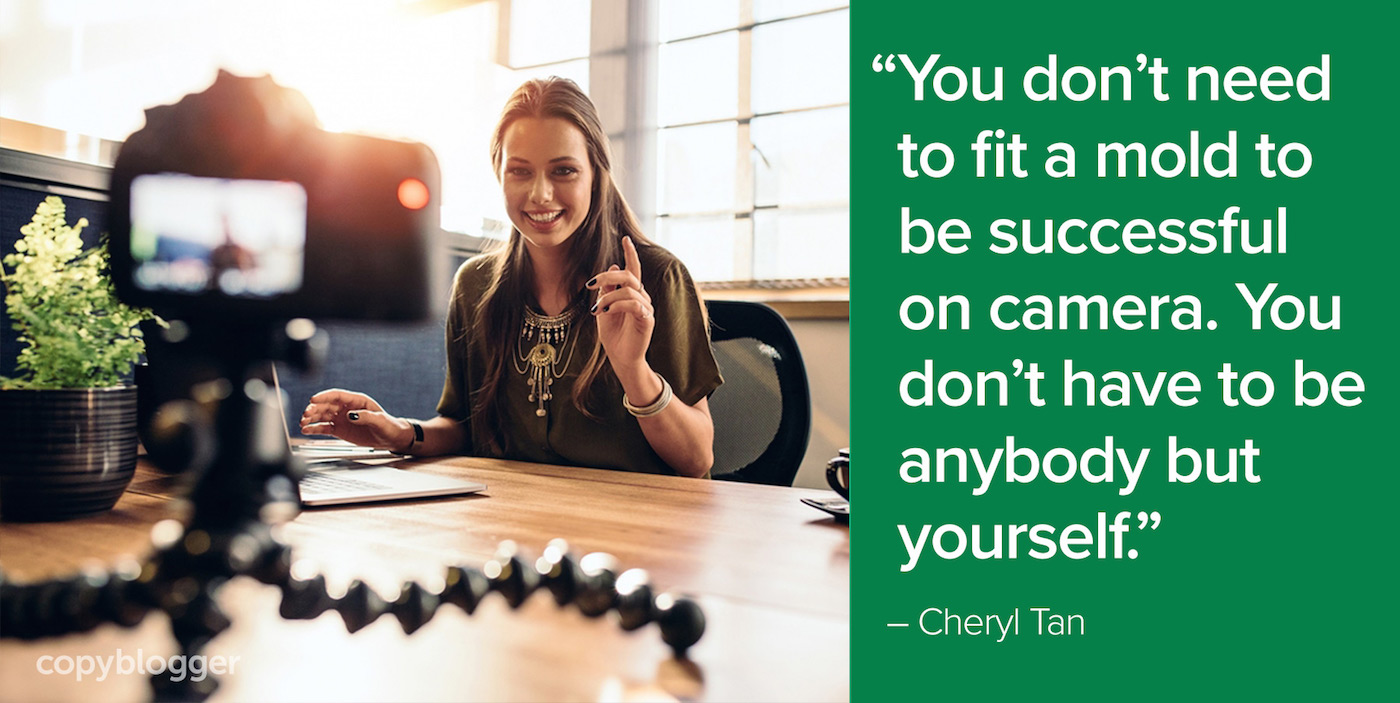 “You don’t need
to fit a mold to
be successful
on camera. You
don’t have to be
anybody but
yourself.”
– Cheryl Tan
copyblogger